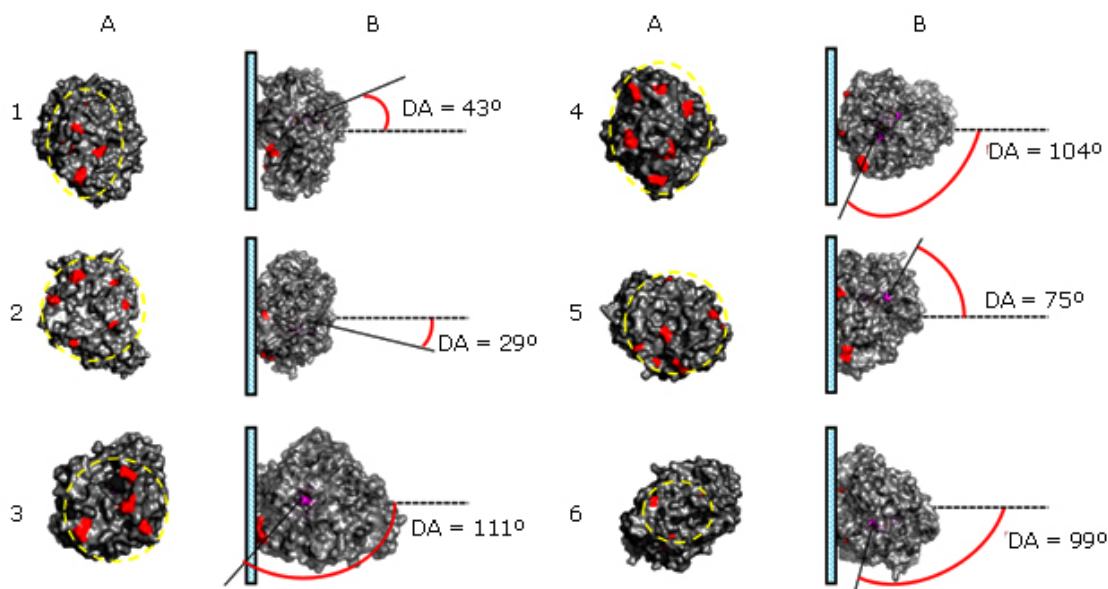 A B A B
1 DA = 43º 4 DA = 104º
2 DA = 29º 5 DA = 75º
3 DA = 111º 6 DA = 99º